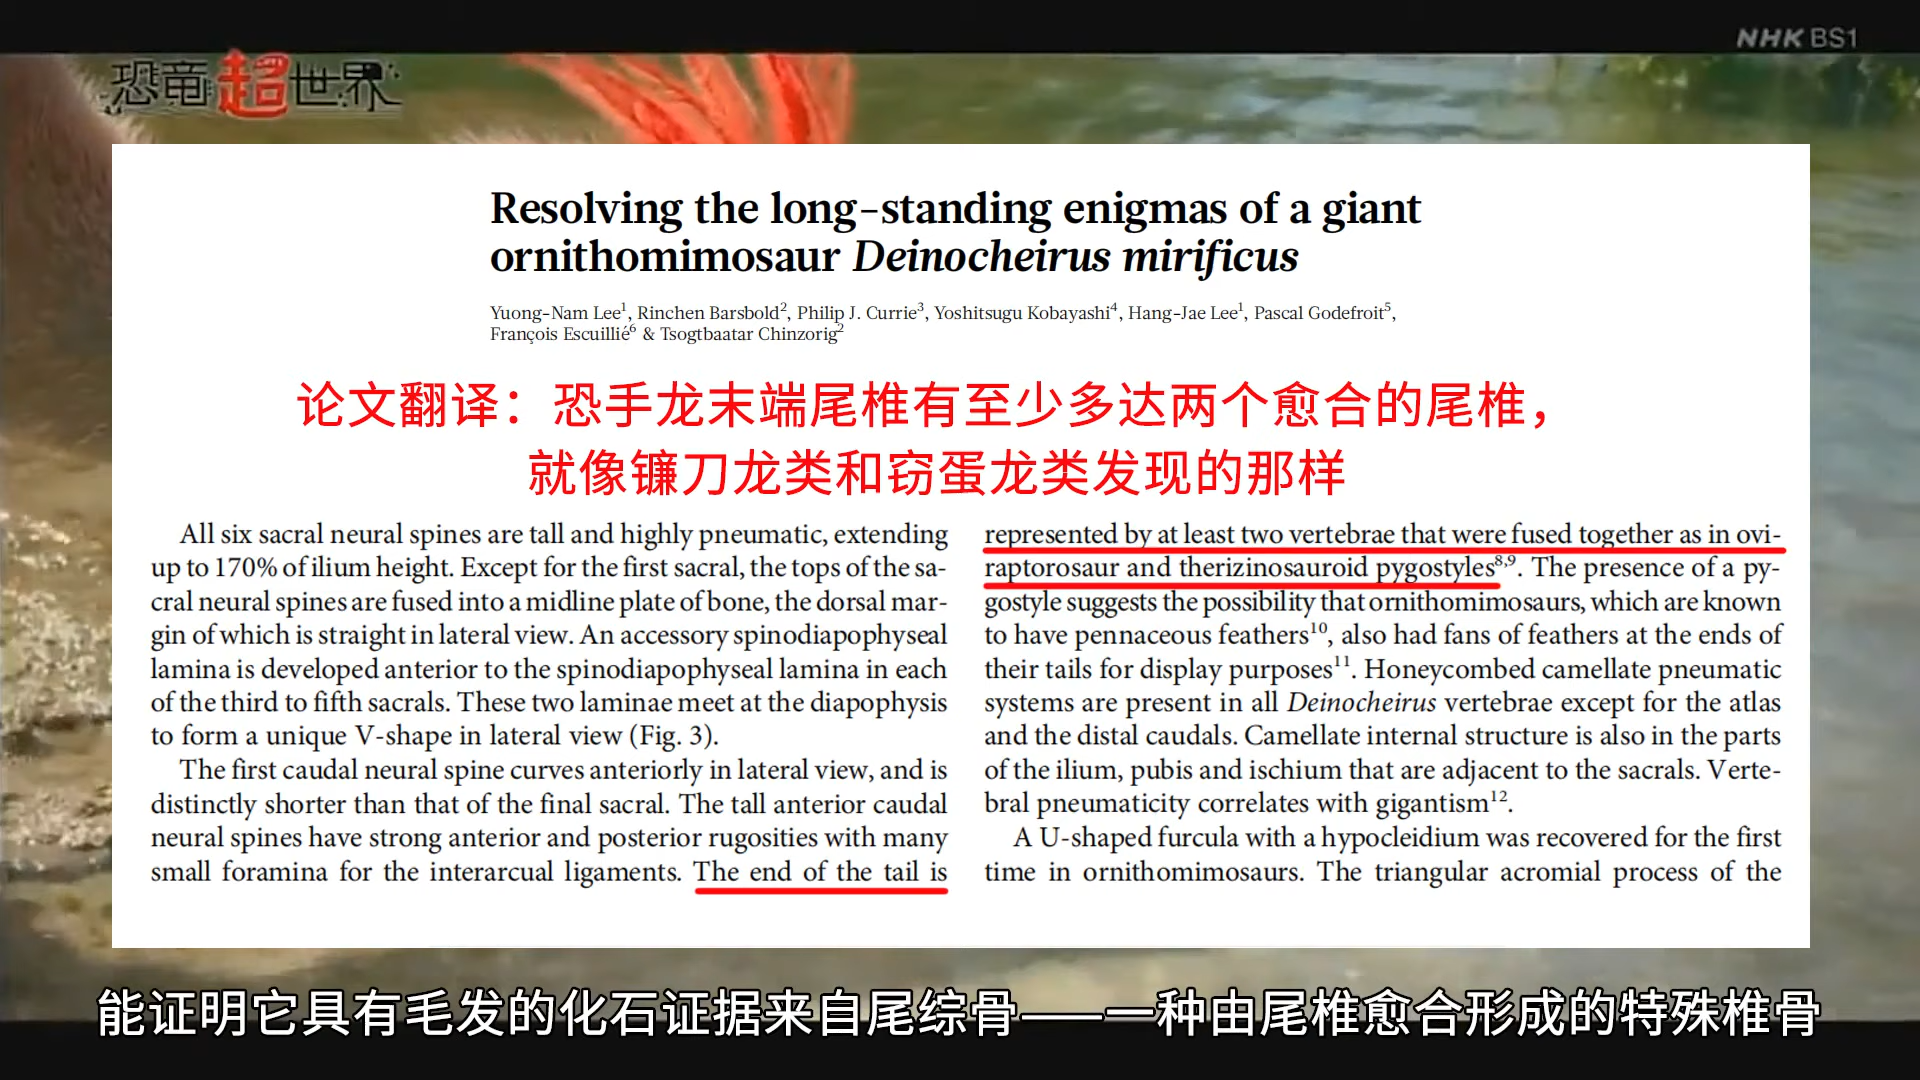 NHK BS1
恐竜超世界
Resolving the long-standing enigmas of a giant
ornithomimosaur Deinocheirus mirificus
Yuong-Nam Lee1, Rinchen Barsbold2, Philip J. Currie3, Yoshitsugu Kobayashi4, Hang-Jae Lee1, Pascal Godefroit5,
François Escuillié6 & Tsogtbaatar Chinzorig2
论文翻译：恐手龙末端尾椎有至少多达两个愈合的尾椎，
就像镰刀龙类和窃蛋龙类发现的那样
All six sacral neural spines are tall and highly pneumatic, extending
up to 170% of ilium height. Except for the first sacral, the tops of the sa-
cral neural spines are fused into a midline plate of bone, the dorsal mar-
gin of which is straight in lateral view. An accessory spinodiapophyseal
lamina is developed anterior to the spinodiapophyseal lamina in each
of the third to fifth sacrals. These two laminae meet at the diapophysis
to form a unique V-shape in lateral view (Fig. 3).
The first caudal neural spine curves anteriorly in lateral view, and is
distinctly shorter than that of the final sacral. The tall anterior caudal
neural spines have strong anterior and posterior rugosities with many
small foramina for the interarcual ligaments. The end of the tail is
represented by at least two vertebrae that were fused together as in ovi-
raptorosaur and therizinosauroid pygostyles8,9. The presence of a py-
gostyle suggests the possibility that ornithomimosaurs, which are known
to have pennaceous feathers10, also had fans of feathers at the ends of
their tails for display purposes11. Honeycombed camellate pneumatic
systems are present in all Deinocheirus vertebrae except for the atlas
and the distal caudals. Camellate internal structure is also in the parts
of the ilium, pubis and ischium that are adjacent to the sacrals. Verte-
bral pneumaticity correlates with gigantism12.
A U-shaped furcula with a hypocleidium was recovered for the first
time in ornithomimosaurs. The triangular acromial process of the
能证明它具有毛发的化石证据来自尾综骨——一种由尾椎愈合形成的特殊椎骨